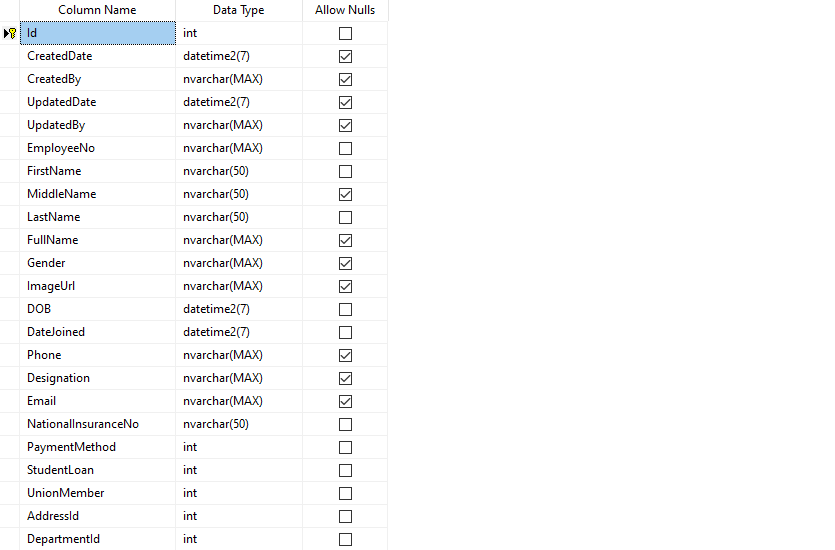 Column Name Data Type Allow Nulls
Id int
CreatedDate datetime2(7)
CreatedBy nvarchar(MAX)
UpdatedDate datetime2(7)
UpdatedBy nvarchar(MAX)
EmployeeNo nvarchar(MAX)
FirstName nvarchar(50)
MiddleName nvarchar(50)
LastName nvarchar(50)
FullName nvarchar(MAX)
Gender nvarchar(MAX)
ImageUrl nvarchar(MAX)
DOB datetime2(7)
DateJoined datetime2(7)
Phone nvarchar(MAX)
Designation nvarchar(MAX)
Email nvarchar(MAX)
NationalInsuranceNo nvarchar(50)
PaymentMethod int
StudentLoan int
UnionMember int
AddressId int
DepartmentId int